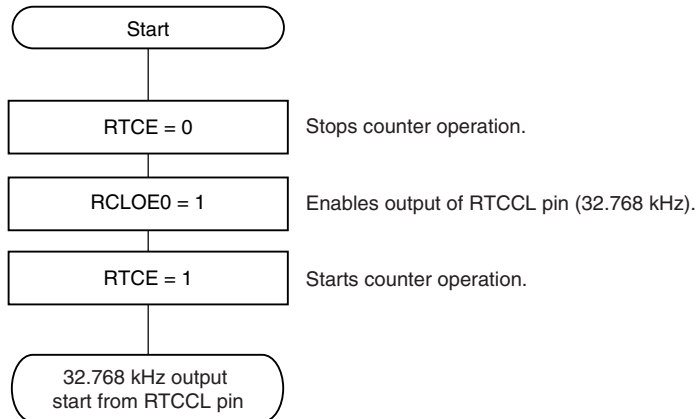 Start
RTCE = 0
Stops counter operation.
RCLOE0 = 1
Enables output of RTCCL pin (32.768 kHz).
RTCE = 1
Starts counter operation.
32.768 kHz output
start from RTCCL pin